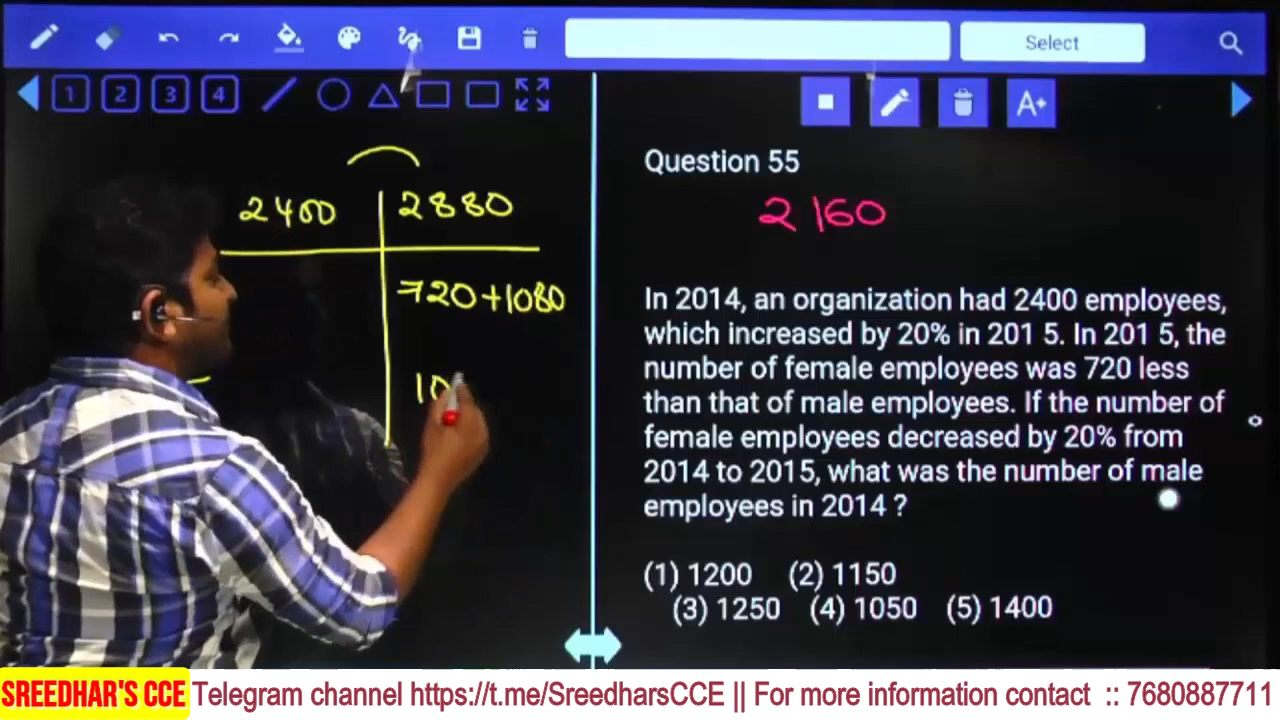 1 2 3 4
Select
A+
2400 2880
720+1080
10
Question 55
2160
In 2014, an organization had 2400 employees,
which increased by 20% in 201 5. In 201 5, the
number of female employees was 720 less
than that of male employees. If the number of
female employees decreased by 20% from
2014 to 2015, what was the number of male
employees in 2014 ?
(1) 1200 (2) 1150
(3) 1250 (4) 1050 (5) 1400
SREEDHAR'S CCE Telegram channel https://t.me/SreedharsCCE || For more information contact :: 7680887711